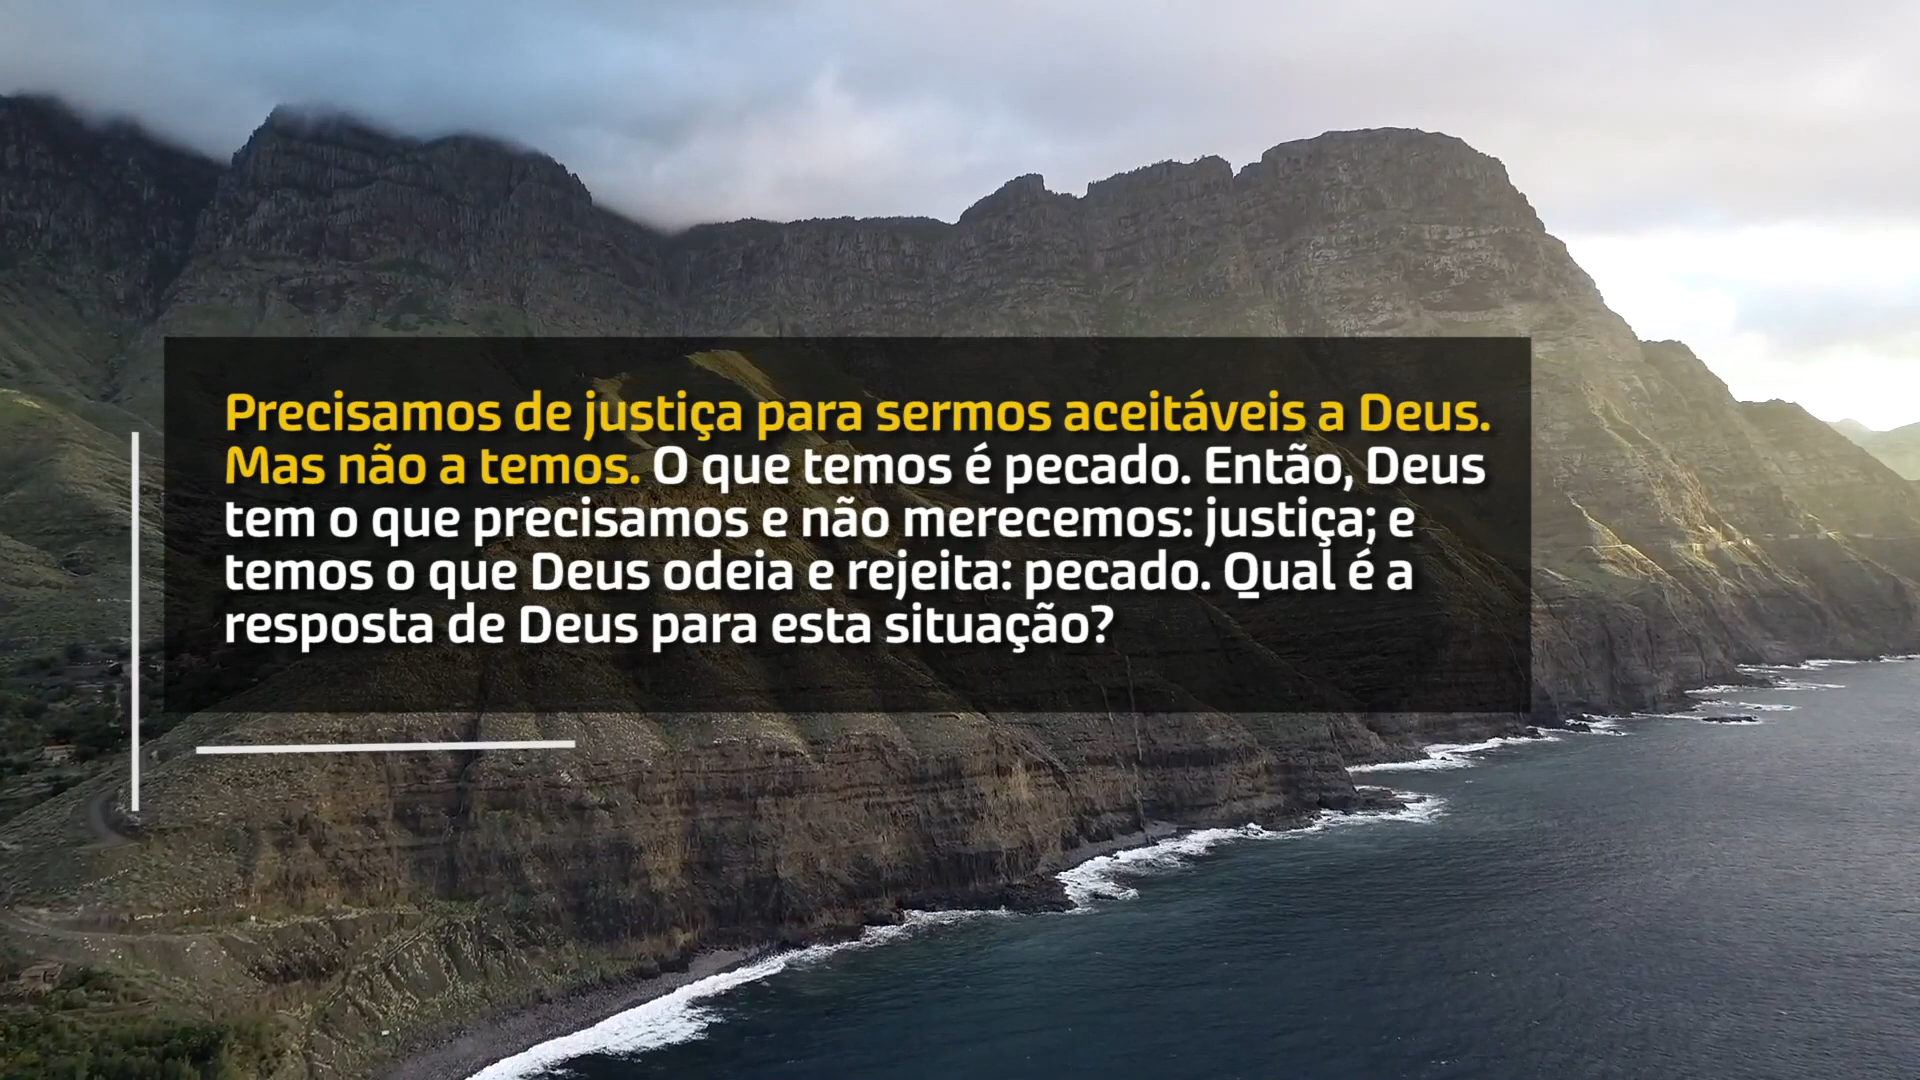 Precisamos de justiça para sermos aceitáveis a Deus.
Mas não a temos. O que temos é pecado. Então, Deus
tem o que precisamos e não merecemos: justiça; e
temos o que Deus odeia e rejeita: pecado. Qual é a
resposta de Deus para esta situação?